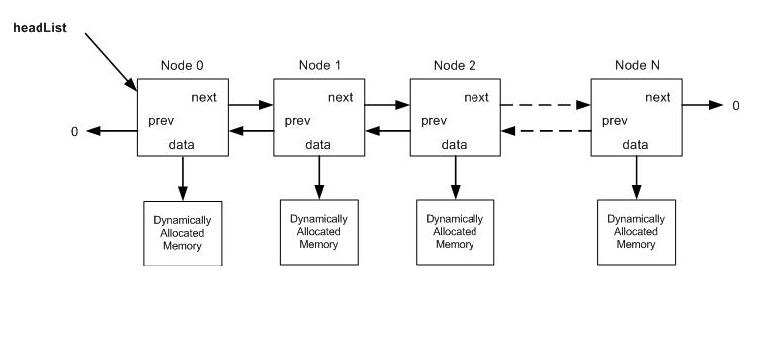 headList
Node 0
Node 1
Node 2
Node N
next
next
next
next
0
0
prev
prev
prev
prev
data
data
data
data
Dynamically
Allocated
Memory
Dynamically
Allocated
Memory
Dynamically
Allocated
Memory
Dynamically
Allocated
Memory